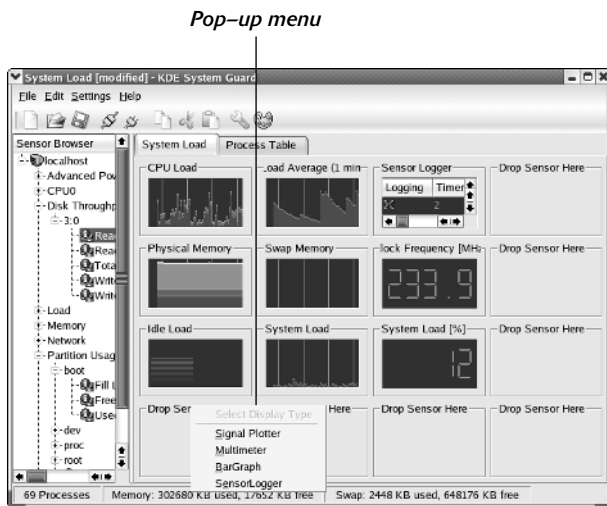 Pop–up menu
System Load [modified] - KDE System Guard
File Edit Settings Help
Sensor Browser
System Load
Process Table
localhost
Advanced Pov
CPU0
Disk Throughp
3:0
Rea
Rea
Tota
Write
Writ
Load
Memory
Network
Partition Usag
boot
Fill L
Free
Use
dev
proc
root
CPU Load
oad Average (1 min
Sensor Logger
Logging
Timer
2
Drop Sensor Here
Physical Memory
Swap Memory
lock Frequency [MHz
233.9
Drop Sensor Here
Idle Load
System Load
System Load [%]
12
Drop Sensor Here
Drop Ser
Here
Drop Sensor Here
Drop Sensor Here
Select Display Type
Signal Plotter
Multimeter
BarGraph
SensorLogger
69 Processes
Memory: 302680 KB used, 17652 KB free
Swap: 2448 KB used, 648176 KB free